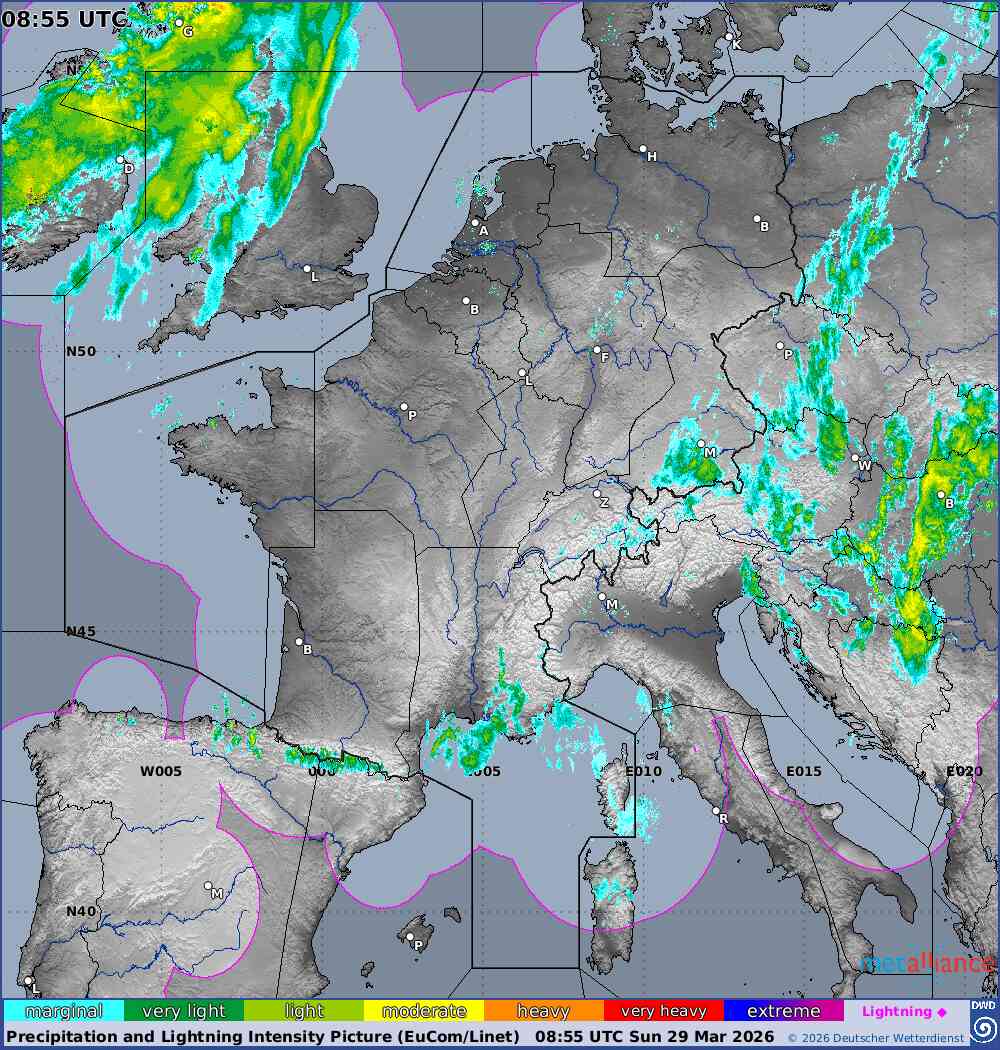 08:55 UTC
G
K
N55
D
H
A
B
L
B
N50
P
F
L
P
M
W
B
Z
M
N45
B
W005
000
E005
E010
E015
E020
R
M
N40
P
L
metalliance
marginal very light light moderate heavy very heavy extreme Lightning ◆ DWD
Precipitation and Lightning Intensity Picture (EuCom/Linet) 08:55 UTC Sun 29 Mar 2026 © 2026 Deutscher Wetterdienst